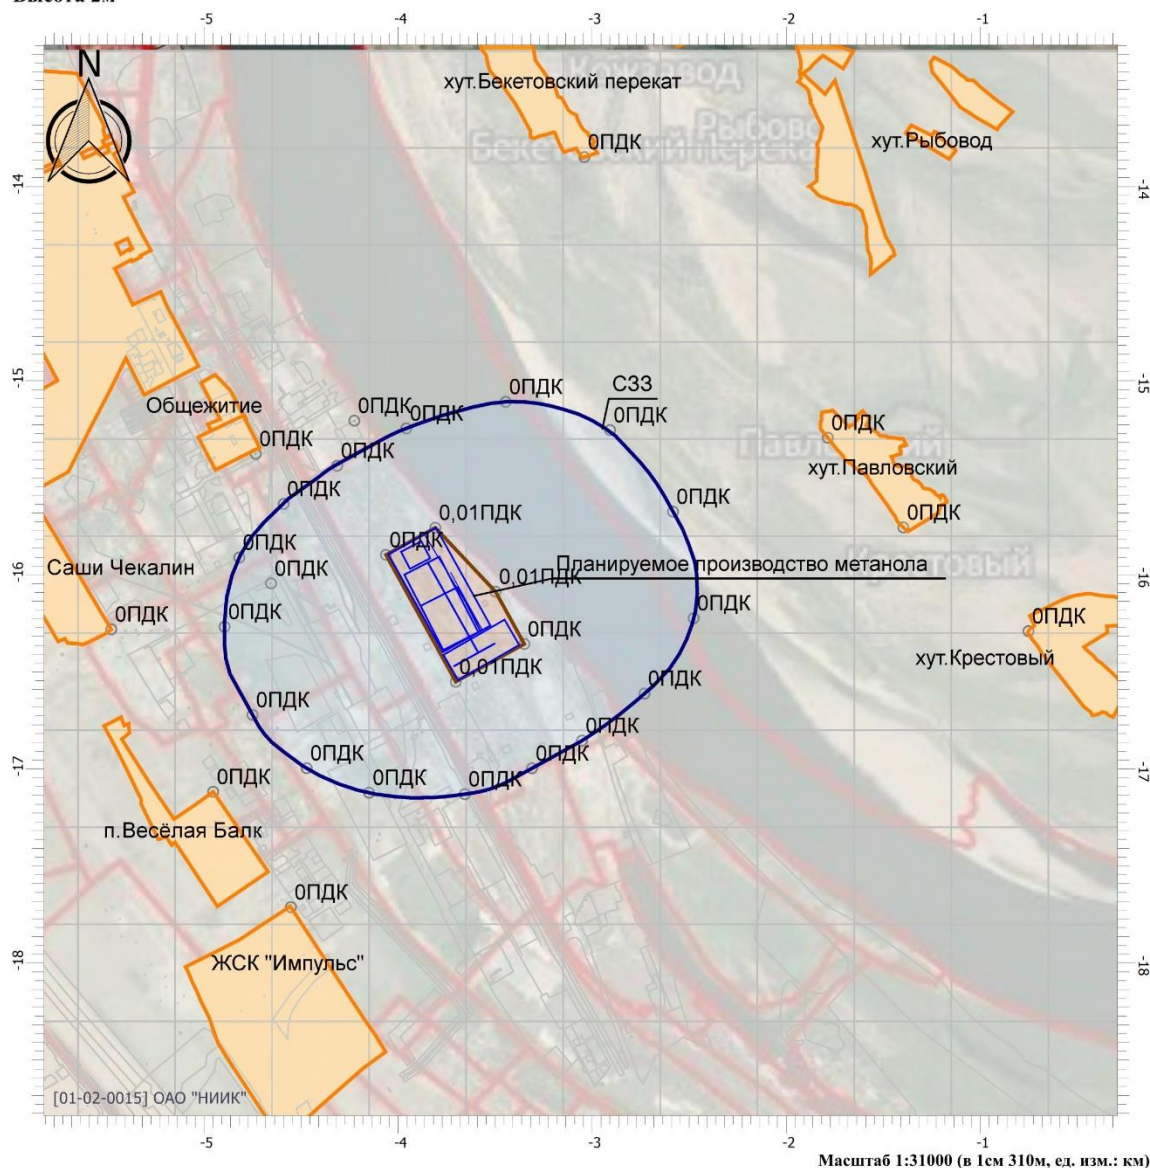 -5 -4 -3 -2 -1
N
хут.Бекетовский перекат
Кожзавод
хут.Рыбовод
0ПДК
-14 -14
-15 -15
СЗЗ
0ПДК
0ПДК
0ПДК 0ПДК
Общежитие
0ПДК
0ПДК
0ПДК
Павловский
хут.Павловский
0ПДК
0ПДК
0ПДК
0ПДК
0,01ПДК
0ПДК
0ПДК
Планируемое производство метанола
Крестовый
Саши Чекалин
0ПДК
0,01ПДК
-16 -16
0ПДК
0ПДК
0ПДК
0ПДК
0ПДК
хут.Крестовый
0,01ПДК
0ПДК
0ПДК
0ПДК
0ПДК
0ПДК
-17 -17
0ПДК
0ПДК
0ПДК
п.Весёлая Балк
0ПДК
ЖСК "Импульс"
-18 -18
[01-02-0015] ОАО "НИИК"
-5 -4 -3 -2 -1
Масштаб 1:31000 (в 1см 310м, ед. изм.: км)